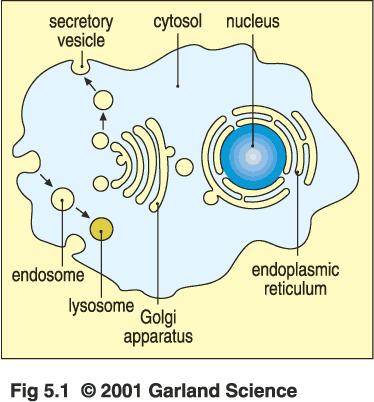 secretory
vesicle
cytosol
nucleus
endosome
lysosome
Golgi
apparatus
endoplasmic
reticulum
Fig 5.1 © 2001 Garland Science